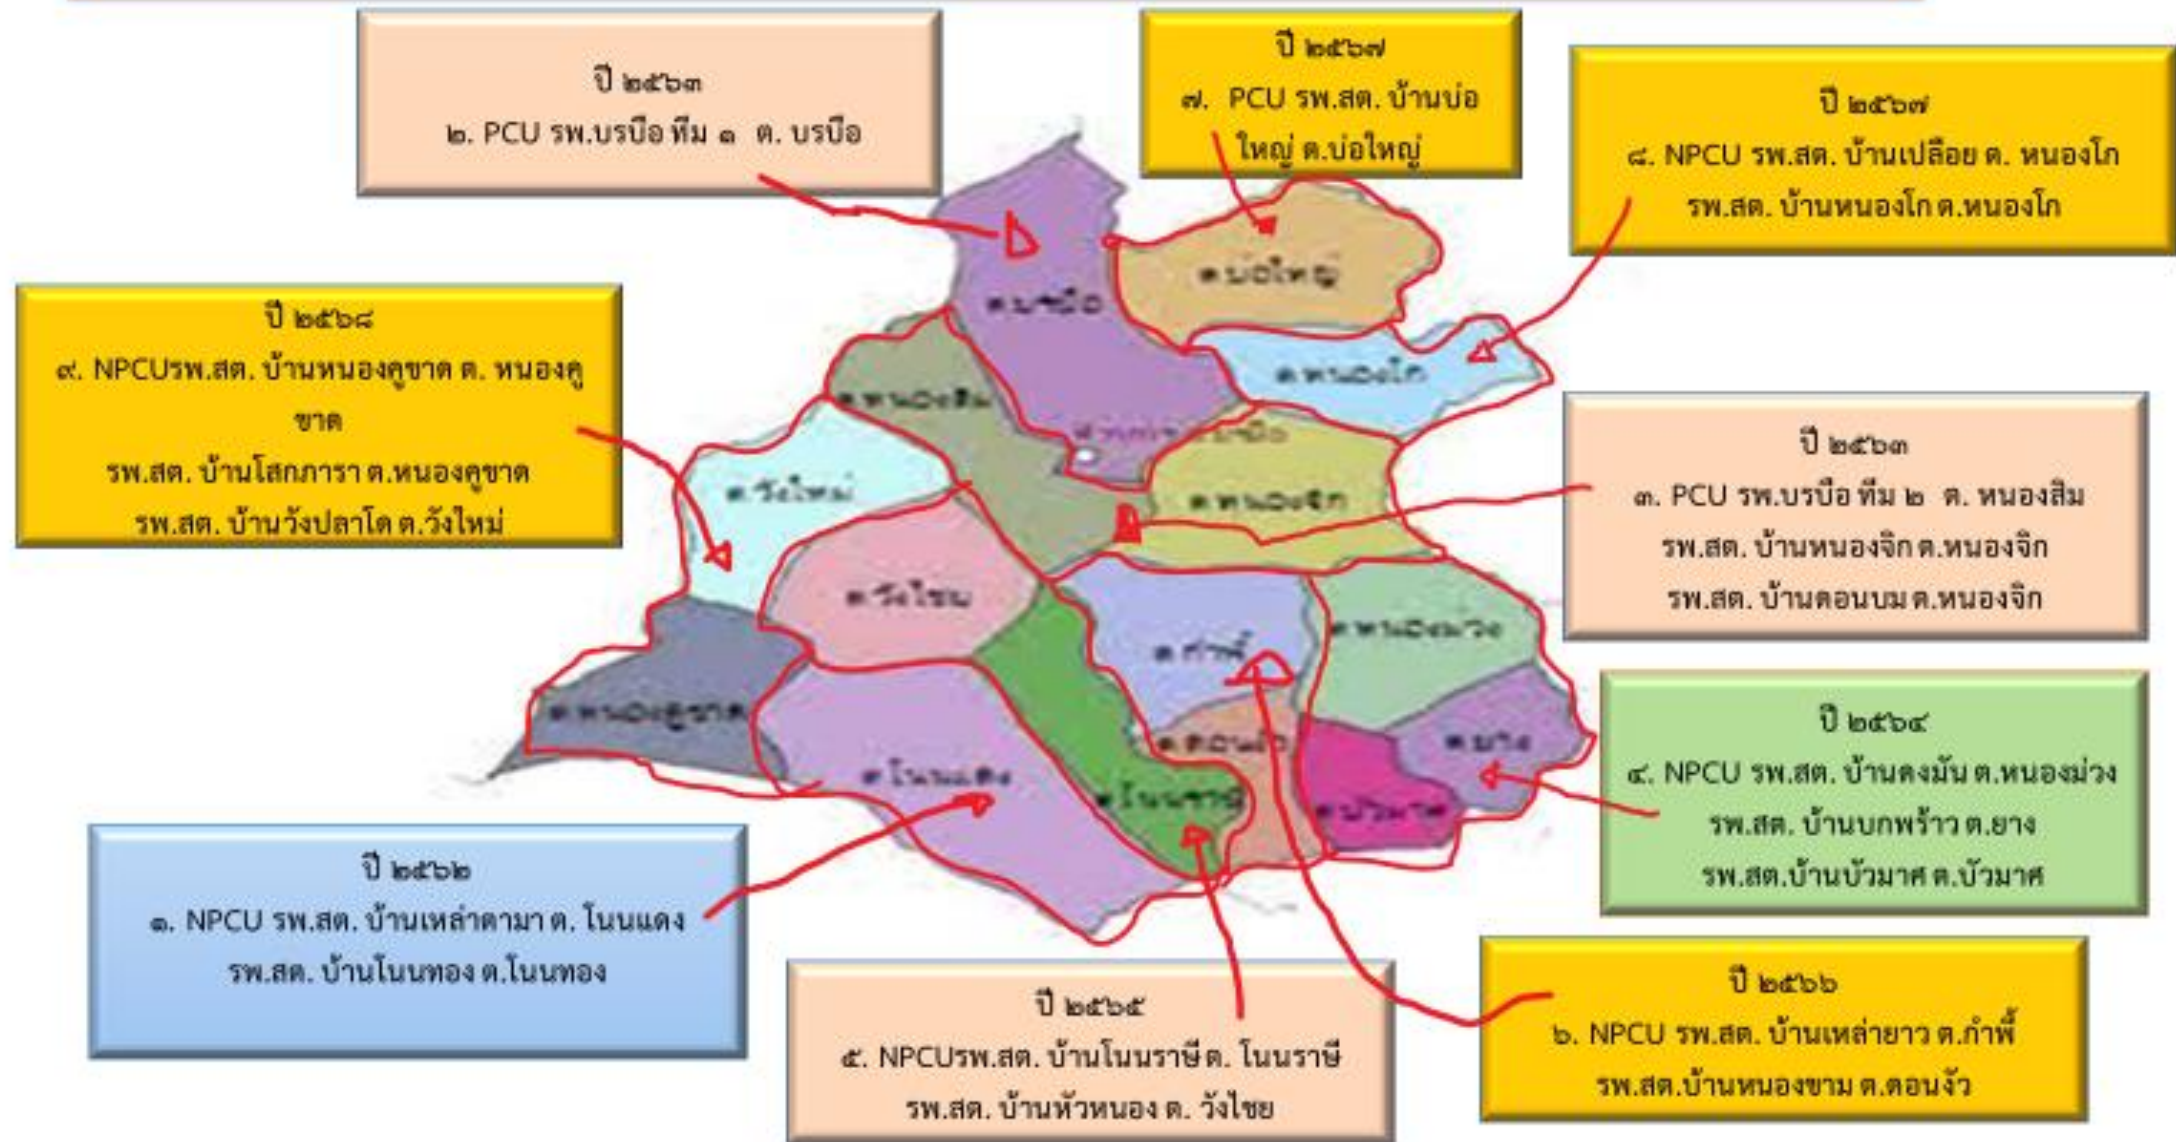 ปี ๒๕๖๓
๒. PCU รพ.บรบือ ทีม ๑ ต. บรบือ
ปี ๒๕๖๗
๗. PCU รพ.สต. บ้านบ่อ
ใหญ่ ต.บ่อใหญ่
ปี ๒๕๖๗
๘. NPCU รพ.สต. บ้านเปลือย ต. หนองโก
รพ.สต. บ้านหนองโก ต.หนองโก
ปี ๒๕๖๘
๙. NPCUรพ.สต. บ้านหนองคูขาด ต. หนองคู
ขาด
รพ.สต. บ้านโสกภารา ต.หนองคูขาด
รพ.สต. บ้านวังปลาโด ต.วังใหม่
ปี ๒๕๖๓
๓. PCU รพ.บรบือ ทีม ๒ ต. หนองสิม
รพ.สต. บ้านหนองจิก ต.หนองจิก
รพ.สต. บ้านดอนบม ต.หนองจิก
ปี ๒๕๖๔
๔. NPCU รพ.สต. บ้านดงมัน ต.หนองม่วง
รพ.สต. บ้านบกพร้าว ต.ยาง
รพ.สต.บ้านบัวมาศ ต.บัวมาศ
ปี ๒๕๖๒
๑. NPCU รพ.สต. บ้านเหล่าตามา ต. โนนแดง
รพ.สต. บ้านโนนทอง ต.โนนทอง
ปี ๒๕๖๕
๕. NPCUรพ.สต. บ้านโนนราษี ต. โนนราษี
รพ.สต. บ้านหัวหนอง ต. วังไชย
ปี ๒๕๖๖
๖. NPCU รพ.สต. บ้านเหล่ายาว ต.กำพี้
รพ.สต.บ้านหนองขาม ต.ดอนงัว
ต.บรบือ
ต.บ่อใหญ่
ต.หนองโก
ต.หนองสิม
ต.หนองจิก
ต.วังใหม่
ต.วังไชย
ต.กำพี้
ต.หนองม่วง
ต.หนองคูขาด
ต.ดอนงัว
ต.ยาง
ต.โนนแดง
ต.โนนราษี
ต.บัวมาศ